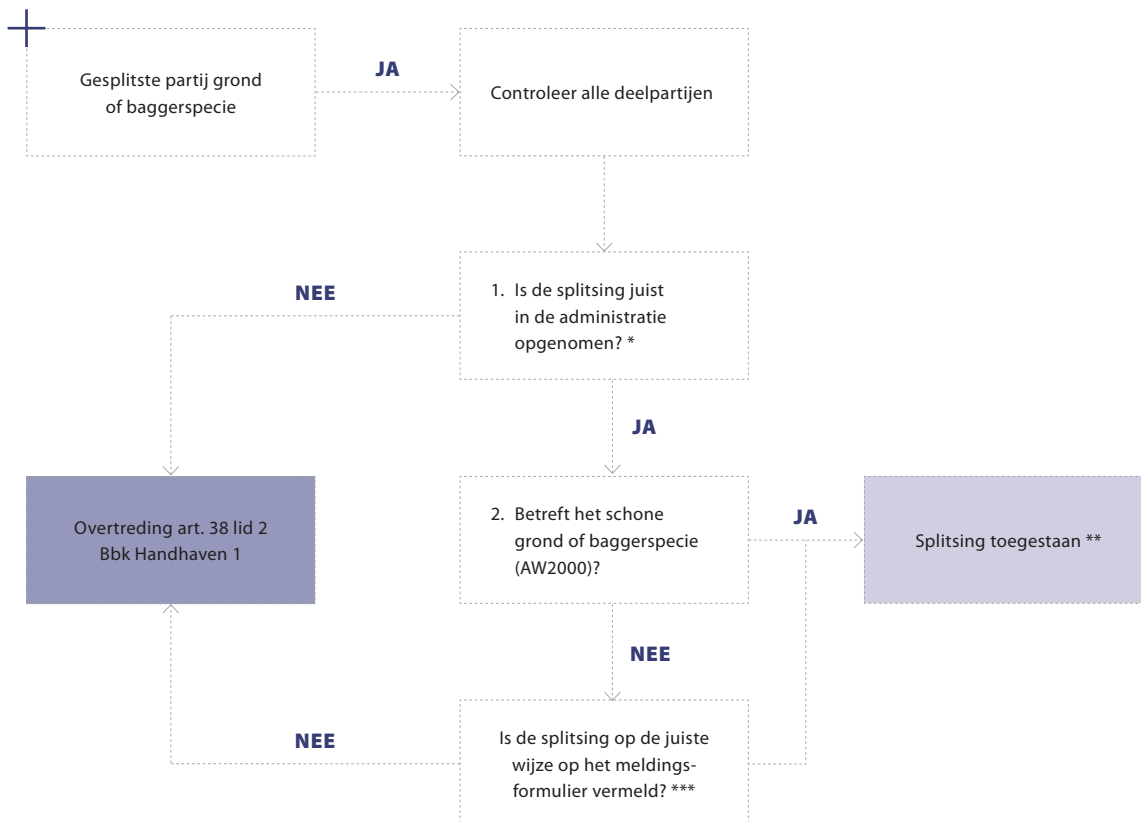 Gesplitste partij grond
of baggerspecie
JA
Controleer alle deelpartijen
NEE
1. Is de splitsing juist
in de administratie
opgenomen? *
JA
Overtreding art. 38 lid 2
Bbk Handhaven 1
2. Betreft het schone
grond of baggerspecie
(AW2000)?
JA
Splitsing toegestaan **
NEE
NEE
Is de splitsing op de juiste
wijze op het meldings-
formulier vermeld? ***